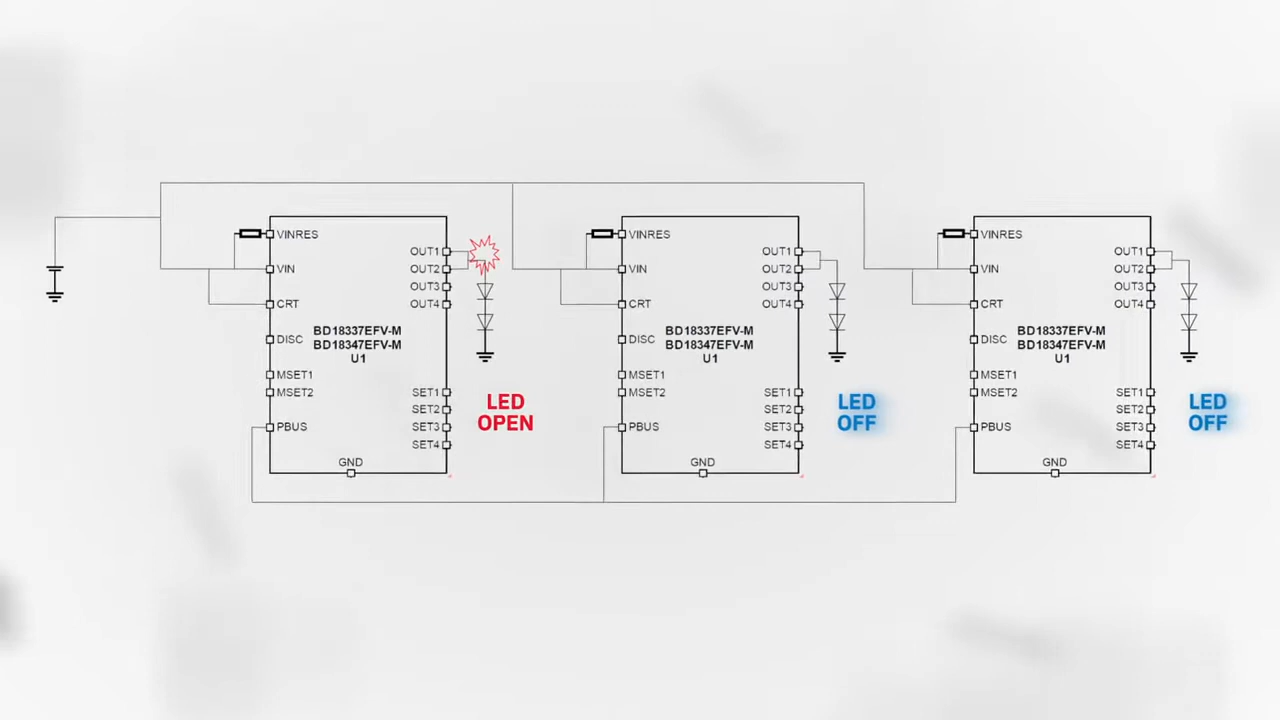 VINRES
OUT1
VIN
OUT2
OUT3
CRT
OUT4
BD18337EFV-M
DISC
BD18347EFV-M
U1
MSET1
MSET2
SET1
SET2
PBUS
SET3
SET4
GND
LED
OPEN
VINRES
OUT1
VIN
OUT2
OUT3
CRT
OUT4
BD18337EFV-M
DISC
BD18347EFV-M
U1
MSET1
MSET2
SET1
SET2
PBUS
SET3
SET4
GND
LED
OFF
VINRES
OUT1
VIN
OUT2
OUT3
CRT
OUT4
BD18337EFV-M
DISC
BD18347EFV-M
U1
MSET1
MSET2
SET1
SET2
PBUS
SET3
SET4
GND
LED
OFF